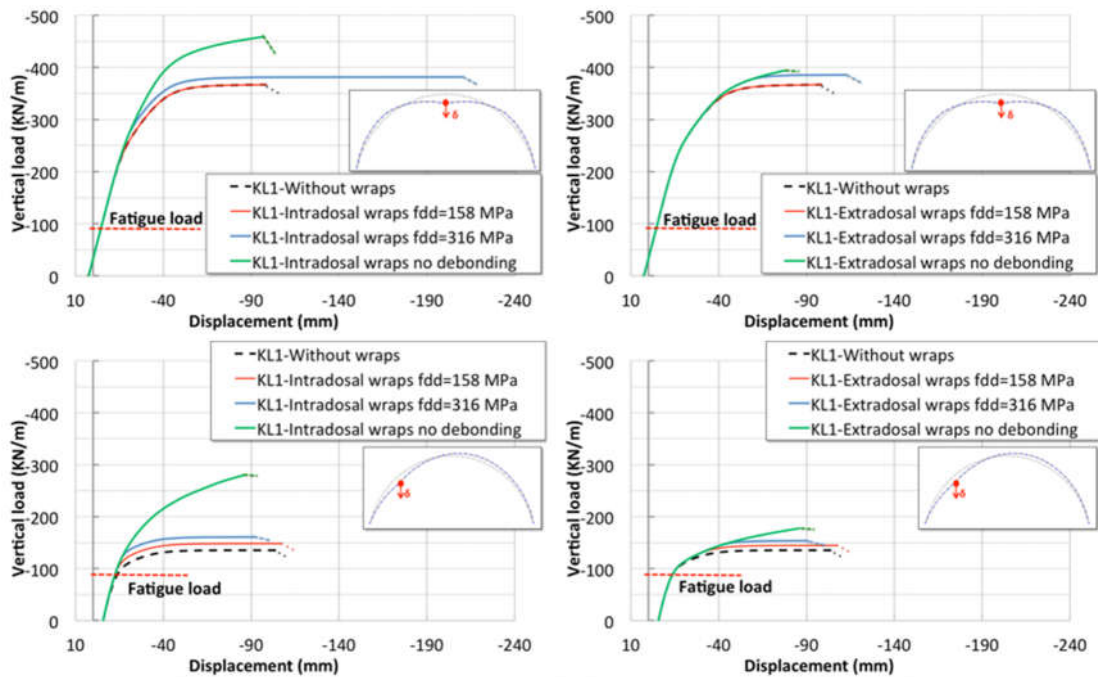 -500
-400
-300
-200
-100
0
Vertical load (KN/m)
δ
KL1-Without wraps
KL1-Intradosal wraps fdd=158 MPa
KL1-Intradosal wraps fdd=316 MPa
KL1-Intradosal wraps no debonding
Fatigue load
10 -40 -90 -140 -190 -240
Displacement (mm)
-500
-400
-300
-200
-100
0
Vertical load (KN/m)
δ
KL1-Without wraps
KL1-Extradosal wraps fdd=158 MPa
KL1-Extradosal wraps fdd=316 MPa
KL1-Extradosal wraps no debonding
Fatigue load
10 -40 -90 -140 -190 -240
Displacement (mm)
-500
-400
-300
-200
-100
0
Vertical load (KN/m)
KL1-Without wraps
KL1-Intradosal wraps fdd=158 MPa
KL1-Intradosal wraps fdd=316 MPa
KL1-Intradosal wraps no debonding
δ
Fatigue load
10 -40 -90 -140 -190 -240
Displacement (mm)
-500
-400
-300
-200
-100
0
Vertical load (KN/m)
KL1-Without wraps
KL1-Extradosal wraps fdd=158 MPa
KL1-Extradosal wraps fdd=316 MPa
KL1-Extradosal wraps no debonding
δ
Fatigue load
10 -40 -90 -140 -190 -240
Displacement (mm)